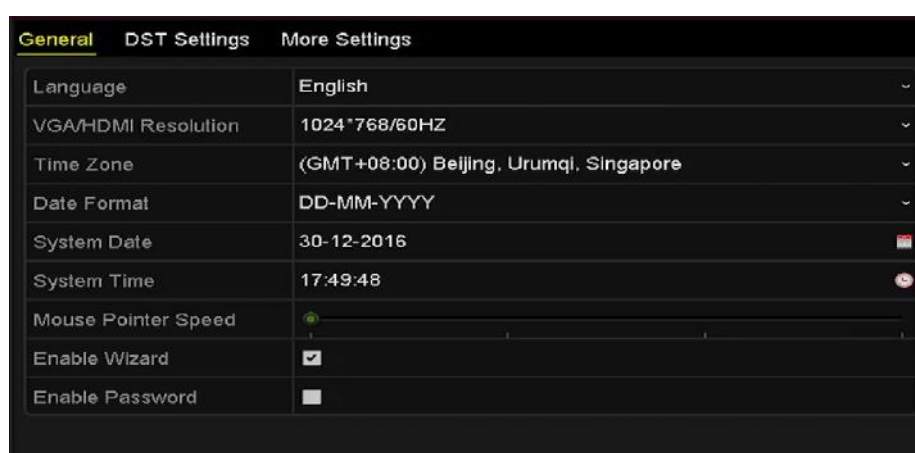 General DST Settings More Settings
Language English
VGA/HDMI Resolution 1024*768/60HZ
Time Zone (GMT+08:00) Beijing, Urumqi, Singapore
Date Format DD-MM-YYYY
System Date 30-12-2016
System Time 17:49:48
Mouse Pointer Speed
Enable Wizard
Enable Password